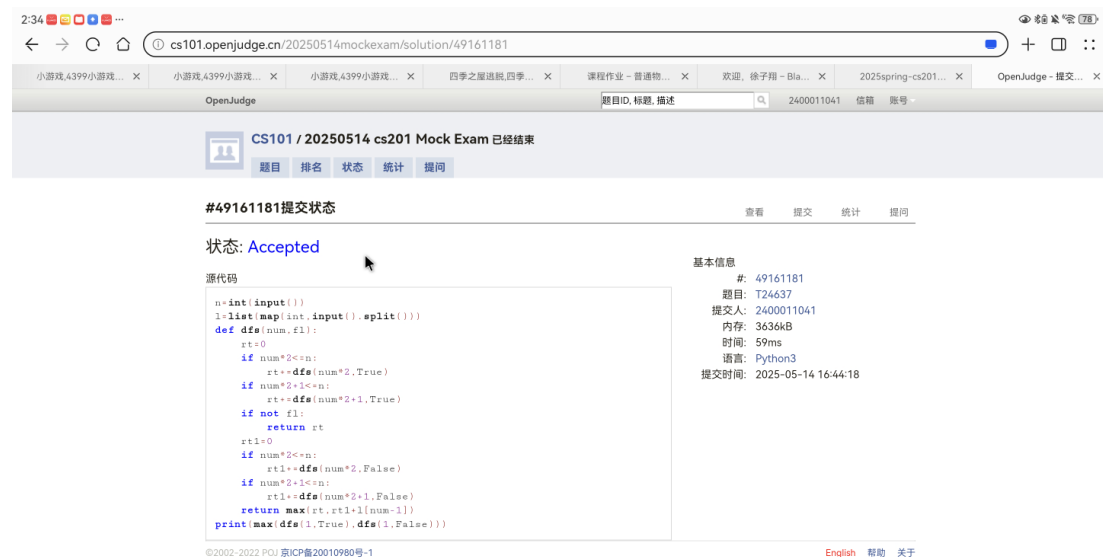 2:34 ··· 78
cs101.openjudge.cn/20250514mockexam/solution/49161181
小游戏,4399小游戏... × 小游戏,4399小游戏... × 小游戏,4399小游戏... × 四季之屋逃脱,四季... × 课程作业 – 普通物... × 欢迎, 徐子翔 – Bla... × 2025spring-cs201... × OpenJudge – 提交... ×
OpenJudge 题目ID, 标题, 描述 2400011041 信箱 账号
CS101 / 20250514 cs201 Mock Exam 已经结束
题目 排名 状态 统计 提问
#49161181提交状态 查看 提交 统计 提问
状态: Accepted
源代码
n=int(input())
l=list(map(int,input().split()))
def dfs(num,fl):
    rt=0
    if num*2<=n:
        rt+=dfs(num*2,True)
    if num*2+1<=n:
        rt+=dfs(num*2+1,True)
    if not fl:
        return rt
    rt1=0
    if num*2<=n:
        rt1+=dfs(num*2,False)
    if num*2+1<=n:
        rt1+=dfs(num*2+1,False)
    return max(rt,rt1+l[num-1])
print(max(dfs(1,True),dfs(1,False)))
基本信息
#: 49161181
题目: T24637
提交人: 2400011041
内存: 3636kB
时间: 59ms
语言: Python3
提交时间: 2025-05-14 16:44:18
©2002-2022 POJ 京ICP备20010980号-1 English 帮助 关于